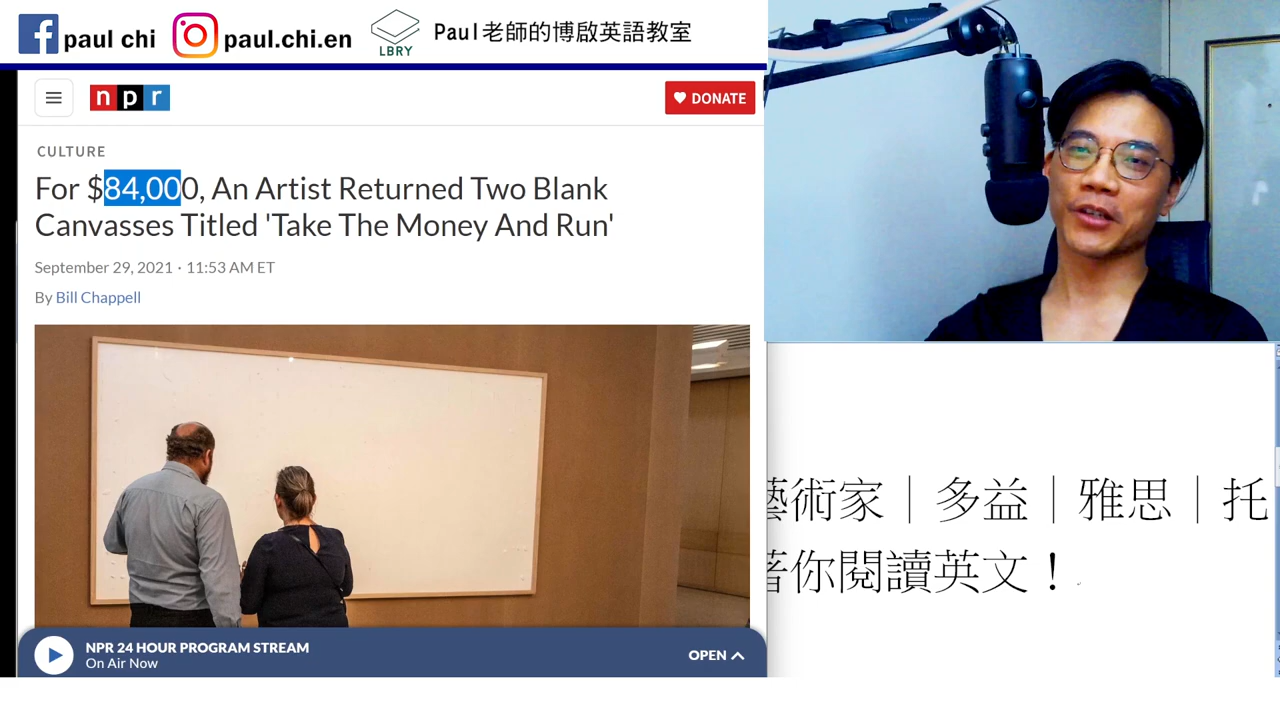 paul chi
paul.chi.en
LBRY
Paul老師的博啟英語教室
npr
DONATE
CULTURE
For $84,000, An Artist Returned Two Blank
Canvasses Titled 'Take The Money And Run'
September 29, 2021 · 11:53 AM ET
By Bill Chappell
NPR 24 HOUR PROGRAM STREAM
On Air Now
OPEN
藝術家｜多益｜雅思｜托
著你閱讀英文！